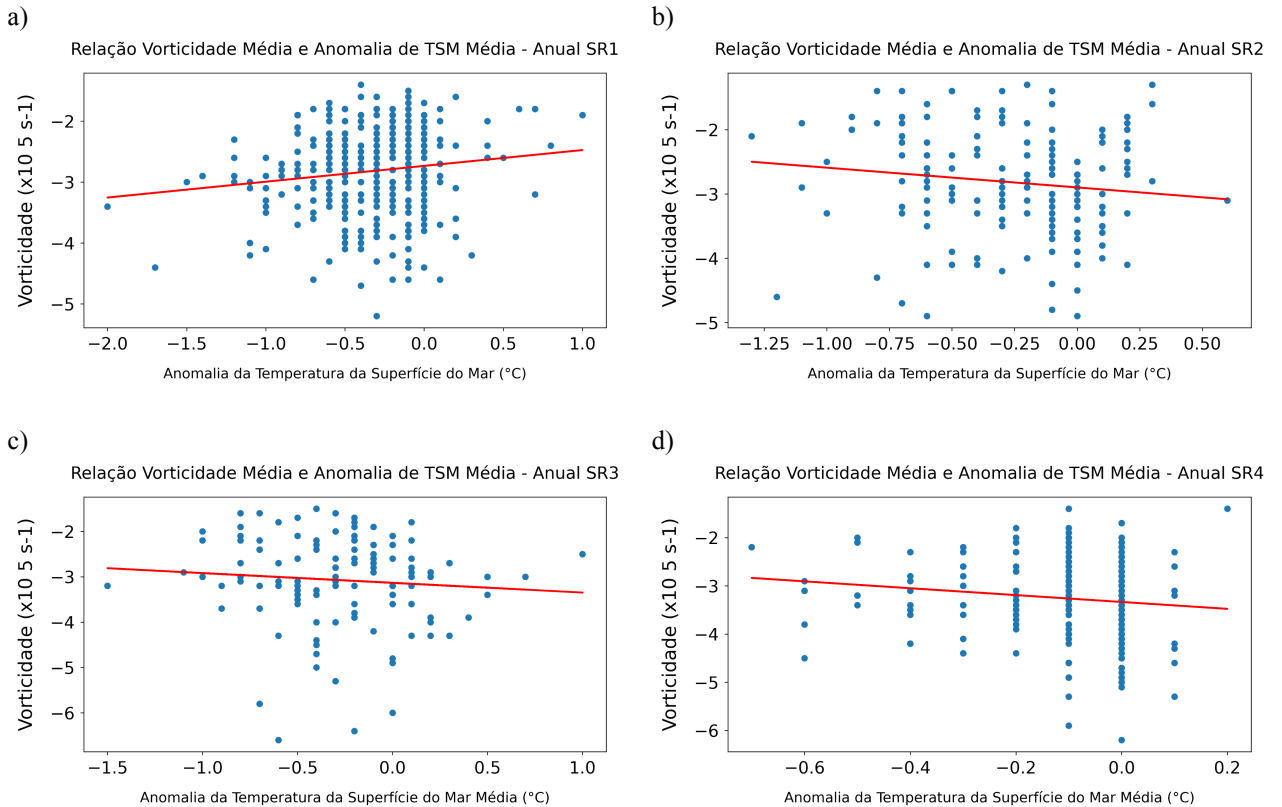 a)
Relação Vorticidade Média e Anomalia de TSM Média - Anual SR1
Vorticidade (x10 5 s-1)
−2
−3
−4
−5
−2.0 −1.5 −1.0 −0.5 0.0 0.5 1.0
Anomalia da Temperatura da Superfície do Mar (°C)
b)
Relação Vorticidade Média e Anomalia de TSM Média - Anual SR2
Vorticidade (x10 5 s-1)
−2
−3
−4
−5
−1.25 −1.00 −0.75 −0.50 −0.25 0.00 0.25 0.50
Anomalia da Temperatura da Superfície do Mar (°C)
c)
Relação Vorticidade Média e Anomalia de TSM Média - Anual SR3
Vorticidade (x10 5 s-1)
−2
−3
−4
−5
−6
−1.5 −1.0 −0.5 0.0 0.5 1.0
Anomalia da Temperatura da Superfície do Mar Média (°C)
d)
Relação Vorticidade Média e Anomalia de TSM Média - Anual SR4
Vorticidade (x10 5 s-1)
−2
−3
−4
−5
−6
−0.6 −0.4 −0.2 0.0 0.2
Anomalia da Temperatura da Superfície do Mar Média (°C)